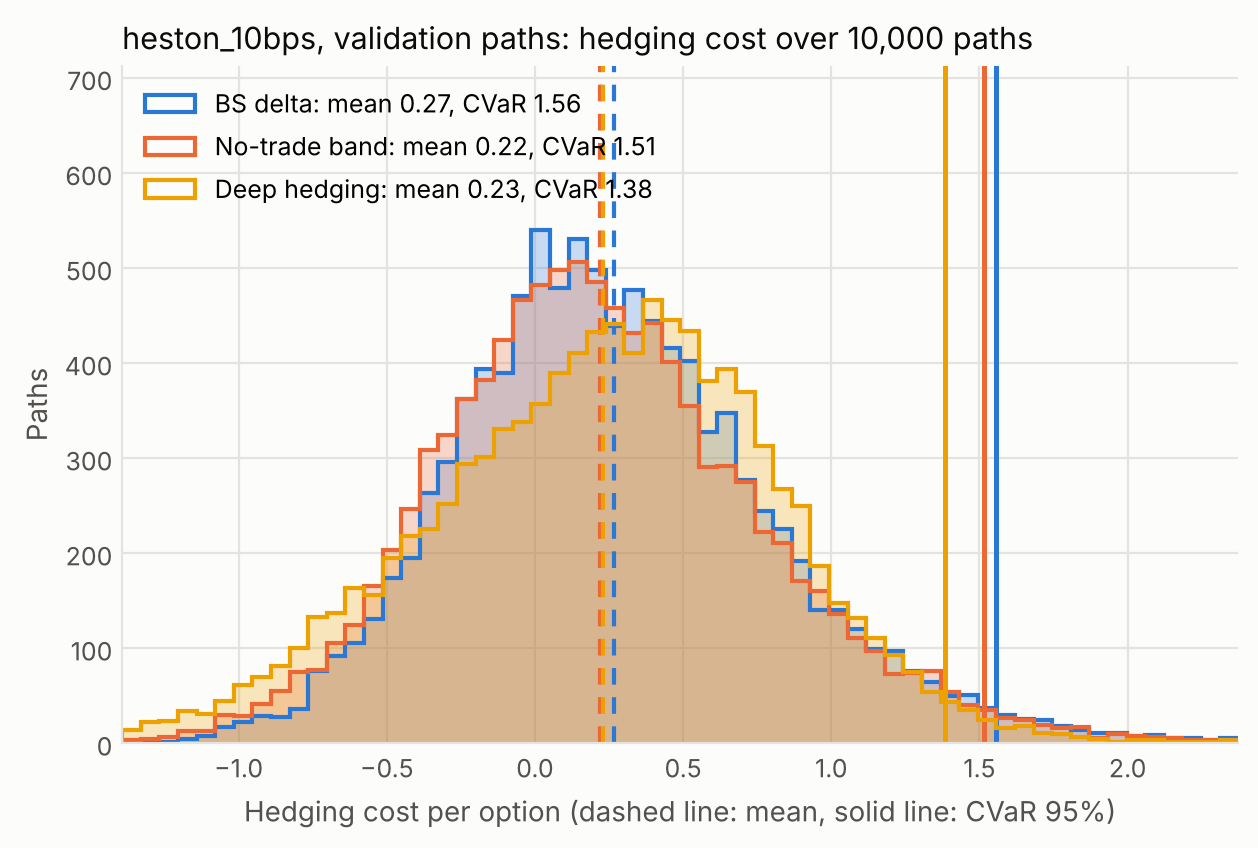 heston_10bps, validation paths: hedging cost over 10,000 paths
700
BS delta: mean 0.27, CVaR 1.56
No-trade band: mean 0.22, CVaR 1.51
600
Deep hedging: mean 0.23, CVaR 1.38
500
400
Paths
300
200
100
0
−1.0 −0.5 0.0 0.5 1.0 1.5 2.0
Hedging cost per option (dashed line: mean, solid line: CVaR 95%)